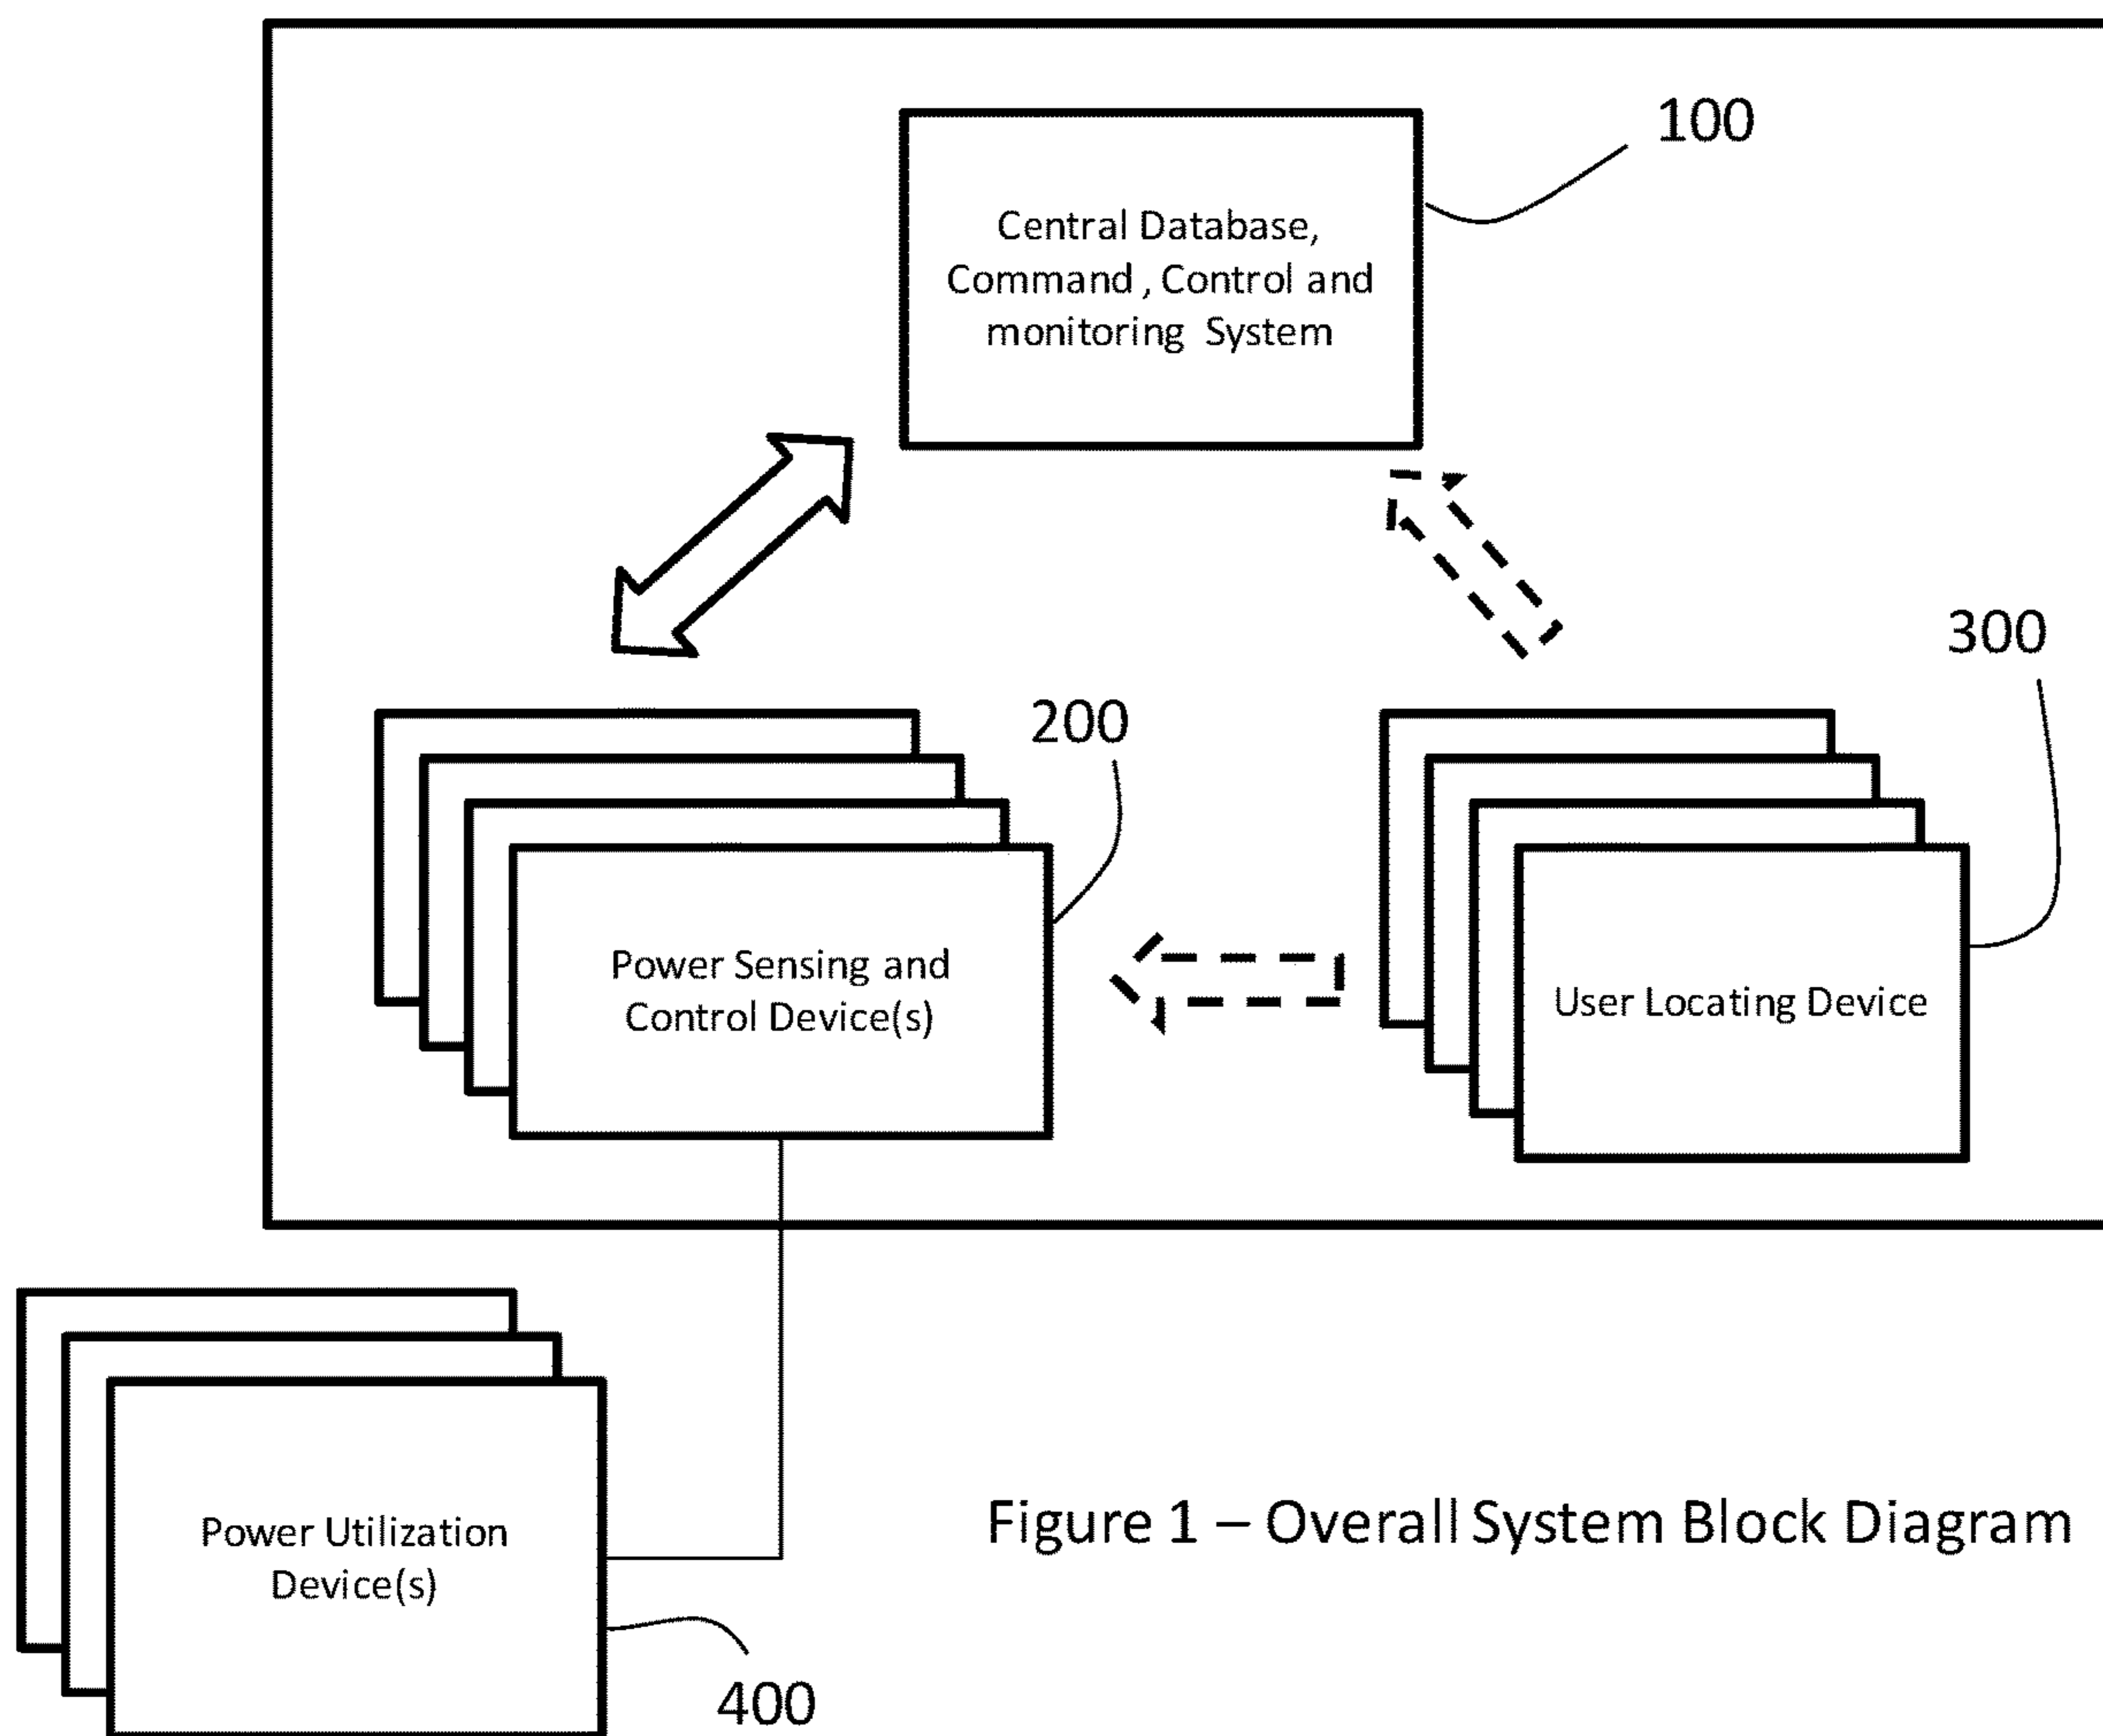 100
Central Database,
Command , Control and
monitoring System
300
200
Power Sensing and
Control Device(s)
User Locating Device
Power Utilization
Device(s)
Figure 1 – Overall System Block Diagram
400